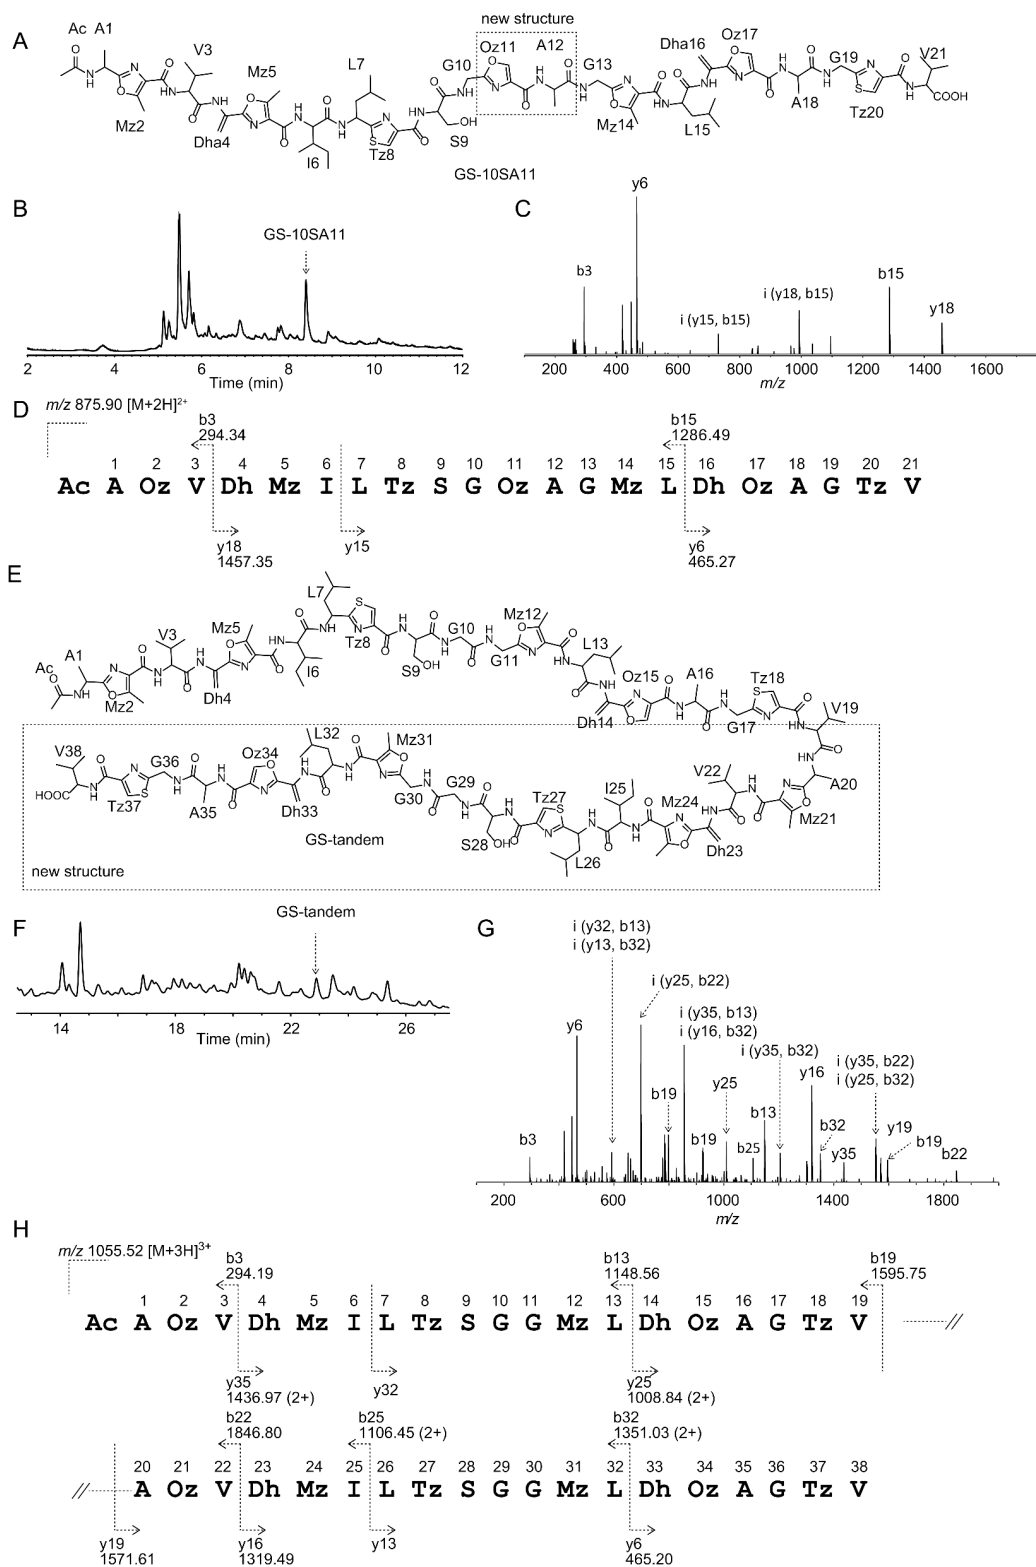 A
new structure
Ac A1
V3
Mz5
L7
G10
Oz11
A12
G13
Dha16
Oz17
G19
V21
Mz2
Dha4
I6
Tz8
S9
Mz14
L15
A18
Tz20
GS-10SA11
B
GS-10SA11
2 4 6 8 10 12
Time (min)
C
y6
b3
i (y15, b15)
i (y18, b15)
b15
y18
200 400 600 800 1000 1200 1400 1600
m/z
D
m/z 875.90 [M+2H]2+
b3
294.34
b15
1286.49
1 2 3 4 5 6 7 8 9 10 11 12 13 14 15 16 17 18 19 20 21
Ac A Oz V Dh Mz I L Tz S G Oz A G Mz L Dh Oz A G Tz V
y18
1457.35
y15
y6
465.27
E
L7
Mz12
V3
Mz5
Tz8
G10
L13
Ac
A1
S9
G11
Oz15
A16
Tz18
Mz2
Dh4
I6
Dh14
G17
V19
V38
G36
Oz34
L32
Mz31
G29
V22
A20
Tz27
I25
Mz24
Tz37
A35
Dh33
G30
Mz21
GS-tandem
S28
L26
Dh23
new structure
F
GS-tandem
14 18 22 26
Time (min)
G
i (y32, b13)
i (y13, b32)
i (y25, b22)
i (y35, b13)
i (y16, b32)
i (y35, b32)
i (y35, b22)
i (y25, b32)
y6
y16
b19
y25
b13
b3
b19
b25
b32
y35
y19
b19
b22
200 600 1000 1400 1800
m/z
H
m/z 1055.52 [M+3H]3+
b3
294.19
b13
1148.56
b19
1595.75
1 2 3 4 5 6 7 8 9 10 11 12 13 14 15 16 17 18 19
Ac A Oz V Dh Mz I L Tz S G G Mz L Dh Oz A G Tz V
y35
1436.97 (2+)
y32
y25
1008.84 (2+)
b22
1846.80
b25
1106.45 (2+)
b32
1351.03 (2+)
20 21 22 23 24 25 26 27 28 29 30 31 32 33 34 35 36 37 38
A Oz V Dh Mz I L Tz S G G Mz L Dh Oz A G Tz V
y19
1571.61
y16
1319.49
y13
y6
465.20